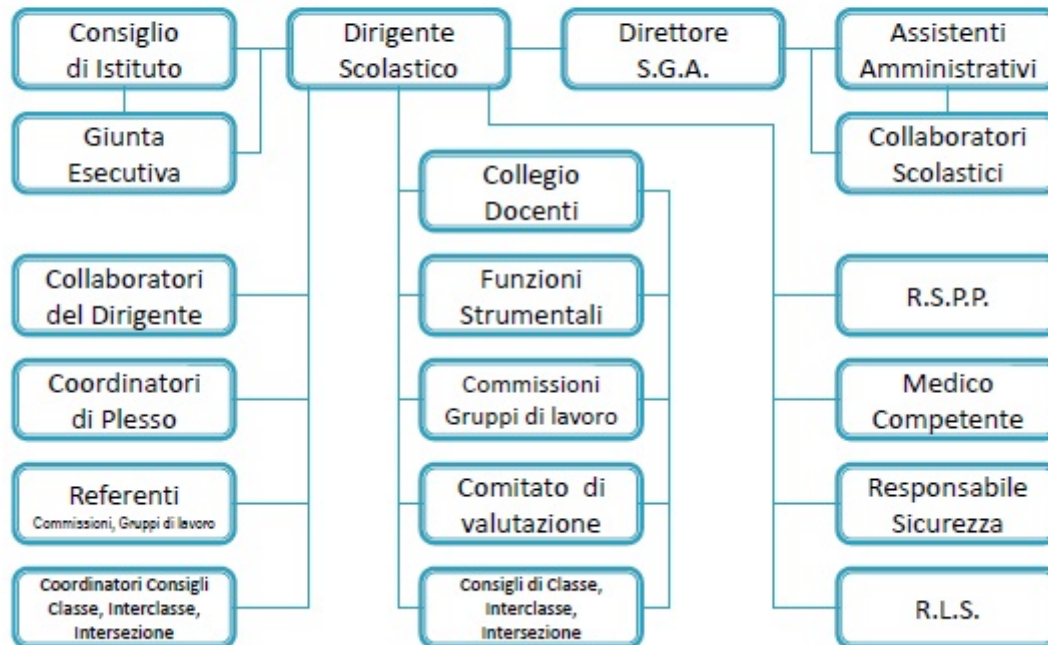 Consiglio
di Istituto
Dirigente
Scolastico
Direttore
S.G.A.
Assistenti
Amministrativi
Giunta
Esecutiva
Collaboratori
Scolastici
Collegio
Docenti
Collaboratori
del Dirigente
Funzioni
Strumentali
R.S.P.P.
Coordinatori
di Plesso
Commissioni
Gruppi di lavoro
Medico
Competente
Referenti
Commissioni, Gruppi di lavoro
Comitato di
valutazione
Responsabile
Sicurezza
Coordinatori Consigli
Classe, Interclasse,
Intersezione
Consigli di Classe,
Interclasse,
Intersezione
R.L.S.